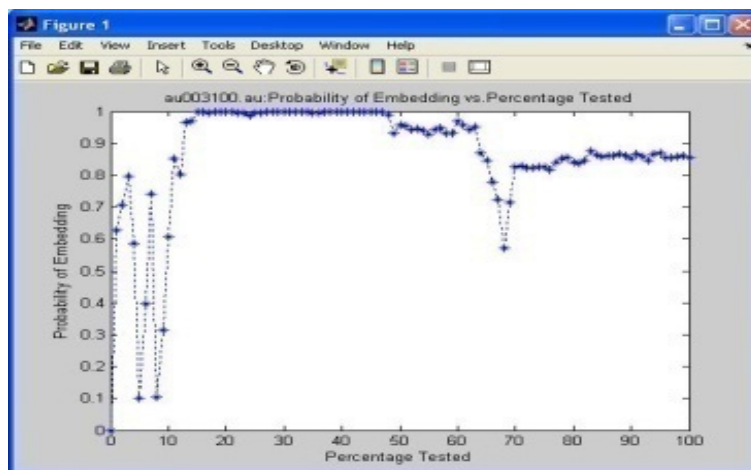 Figure 1
File Edit View Insert Tools Desktop Window Help
au003100.au:Probability of Embedding vs.Percentage Tested
1
0.9
0.8
0.7
0.6
0.5
0.4
0.3
0.2
0.1
0
Probability of Embedding
0 10 20 30 40 50 60 70 80 90 100
Percentage Tested